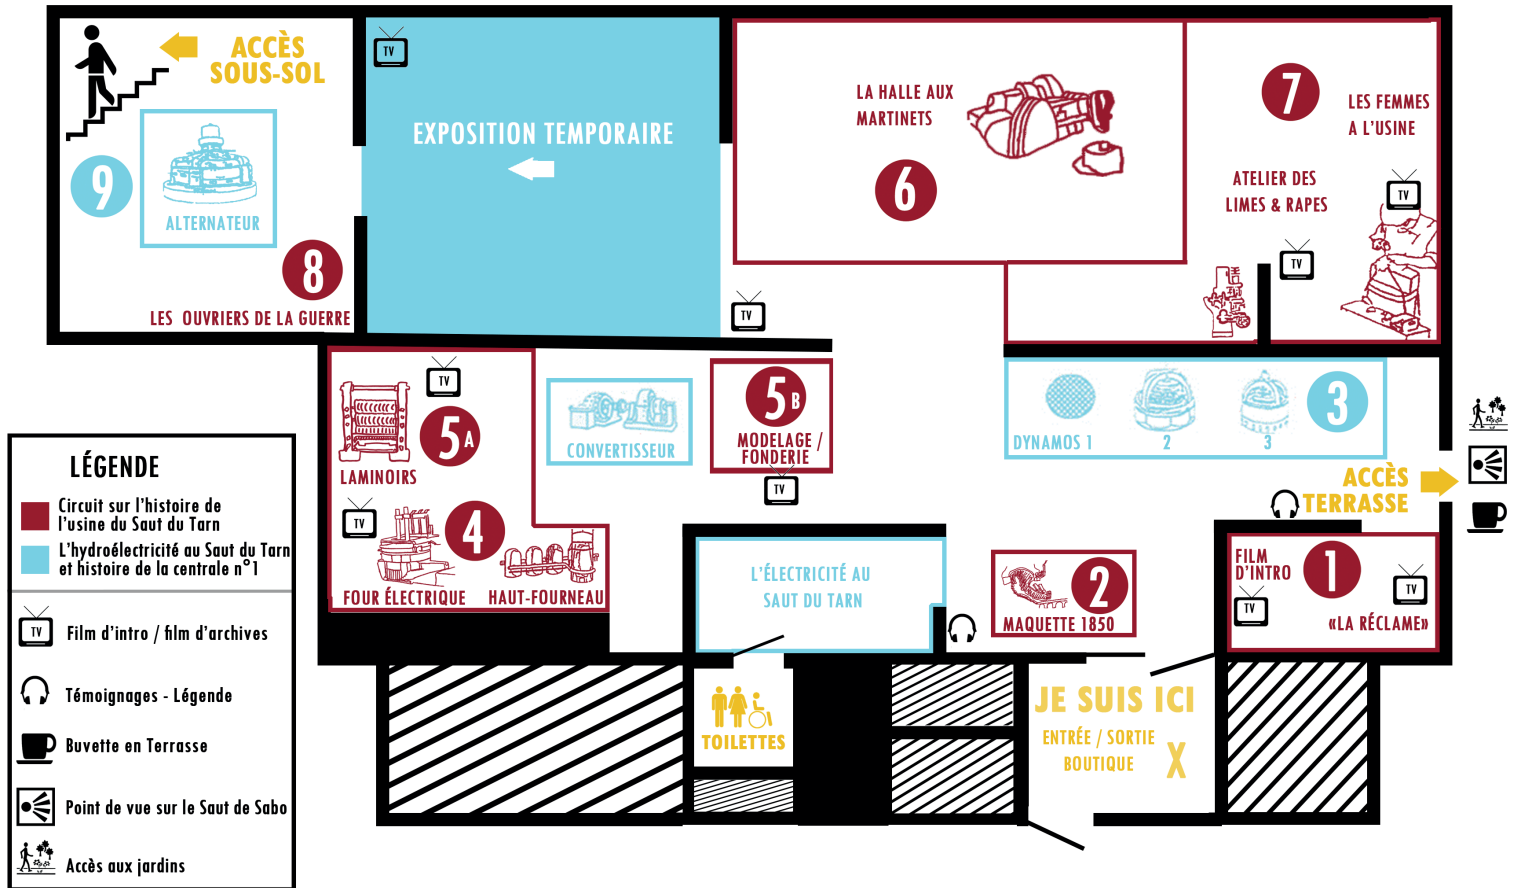 ACCÈS
SOUS-SOL
9
ALTERNATEUR
8
LES OUVRIERS DE LA GUERRE
TV
EXPOSITION TEMPORAIRE
TV
LA HALLE AUX
MARTINETS
6
7
LES FEMMES
A L'USINE
ATELIER DES
LIMES & RAPES
TV
TV
TV
5A
LAMINOIRS
TV
4
FOUR ÉLECTRIQUE
HAUT-FOURNEAU
CONVERTISSEUR
5B
MODELAGE /
FONDERIE
TV
DYNAMOS 1
2
3
3
ACCÈS
TERRASSE
L'ÉLECTRICITÉ AU
SAUT DU TARN
2
MAQUETTE 1850
FILM
D'INTRO
1
TV
TV
«LA RÉCLAME»
TOILETTES
JE SUIS ICI
ENTRÉE / SORTIE
BOUTIQUE
X
LÉGENDE
Circuit sur l'histoire de
l'usine du Saut du Tarn
L'hydroélectricité au Saut du Tarn
et histoire de la centrale n°1
TV
Film d'intro / film d'archives
Témoignages - Légende
Buvette en Terrasse
Point de vue sur le Saut de Sabo
Accès aux jardins